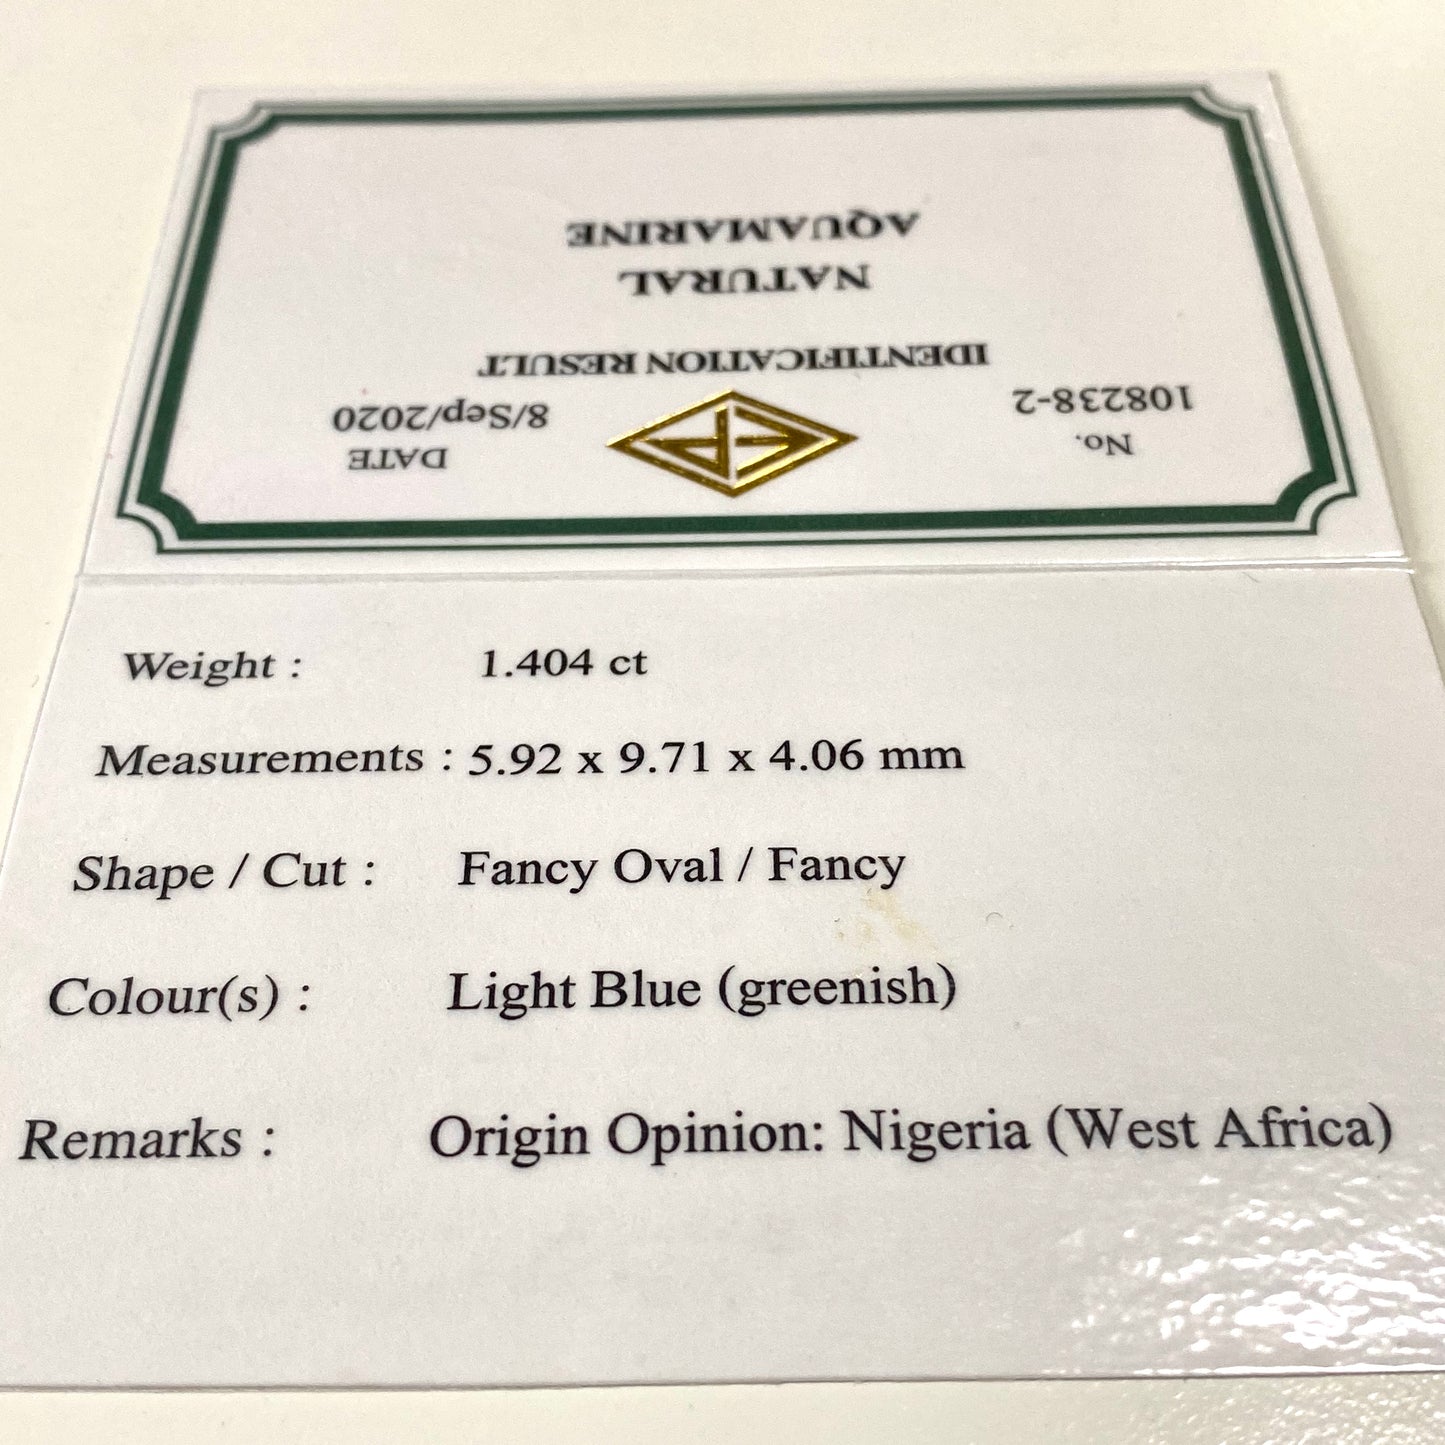 No.
108238-2
DATE
8/Sep/2020
IDENTIFICATION RESULT
NATURAL
AQUAMARINE
Weight : 1.404 ct
Measurements : 5.92 x 9.71 x 4.06 mm
Shape / Cut : Fancy Oval / Fancy
Colour(s) : Light Blue (greenish)
Remarks : Origin Opinion: Nigeria (West Africa)